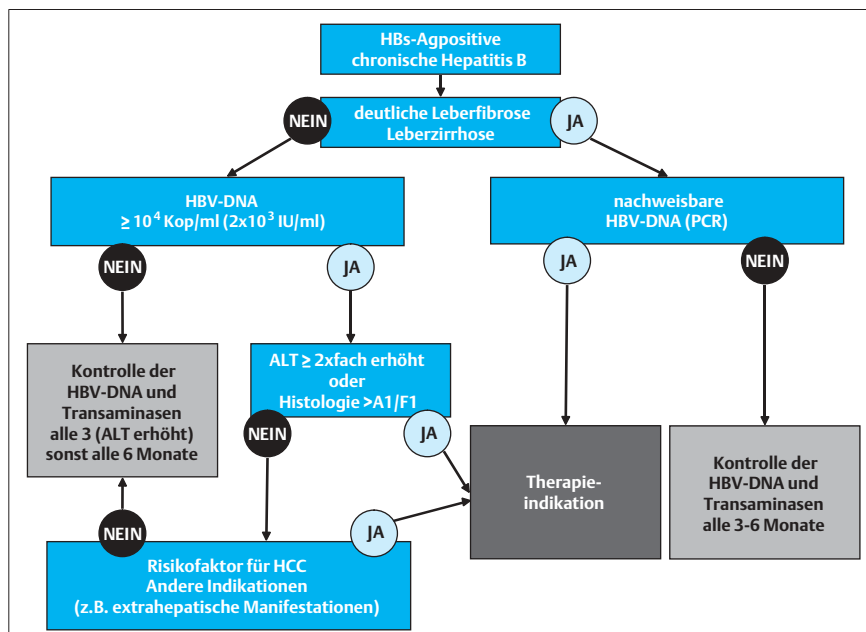 HBs-Agpositive
chronische Hepatitis B
NEIN
deutliche Leberfibrose
Leberzirrhose
JA
HBV-DNA
≥ 10⁴ Kop/ml (2x10³ IU/ml)
nachweisbare
HBV-DNA (PCR)
NEIN
JA
JA
NEIN
Kontrolle der
HBV-DNA und
Transaminasen
alle 3 (ALT erhöht)
sonst alle 6 Monate
ALT ≥ 2xfach erhöht
oder
Histologie >A1/F1
NEIN
JA
Therapie-
indikation
Kontrolle der
HBV-DNA und
Transaminasen
alle 3-6 Monate
NEIN
JA
Risikofaktor für HCC
Andere Indikationen
(z.B. extrahepatische Manifestationen)